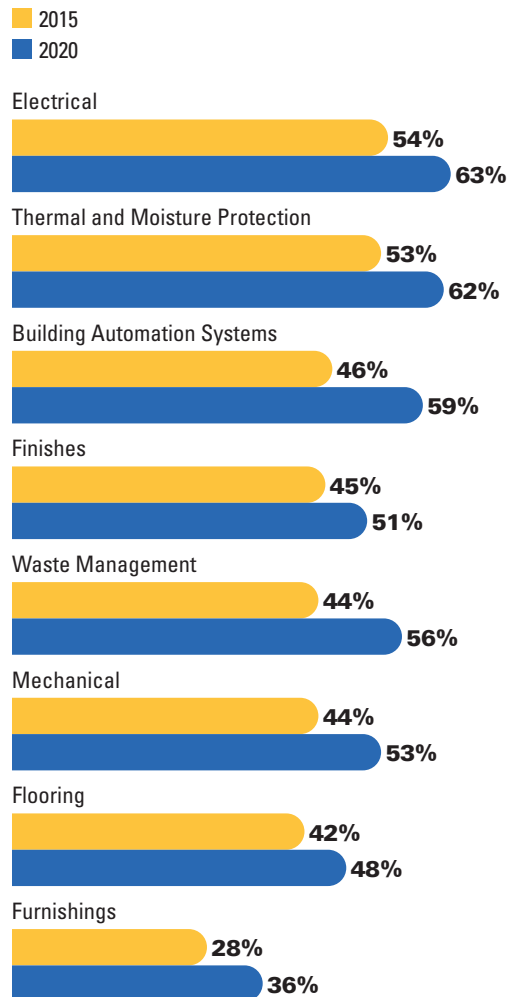 2015
2020
Electrical
54%
63%
Thermal and Moisture Protection
53%
62%
Building Automation Systems
46%
59%
Finishes
45%
51%
Waste Management
44%
56%
Mechanical
44%
53%
Flooring
42%
48%
Furnishings
28%
36%